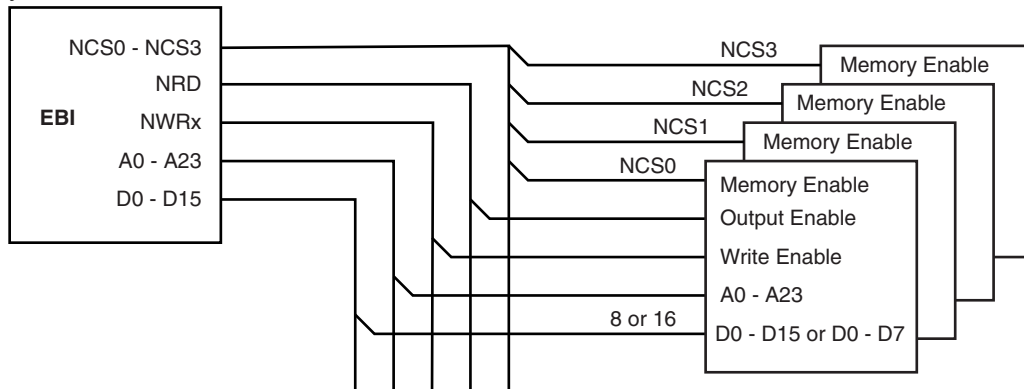 NCS0 - NCS3
NRD
EBI
NWRx
A0 - A23
D0 - D15
NCS3
Memory Enable
NCS2
Memory Enable
NCS1
Memory Enable
NCS0
Memory Enable
Output Enable
Write Enable
A0 - A23
8 or 16
D0 - D15 or D0 - D7